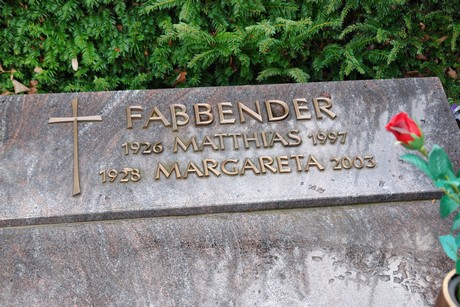 FAßBENDER
1926 MATTHIAS 1997
1928 MARGARETA 2003